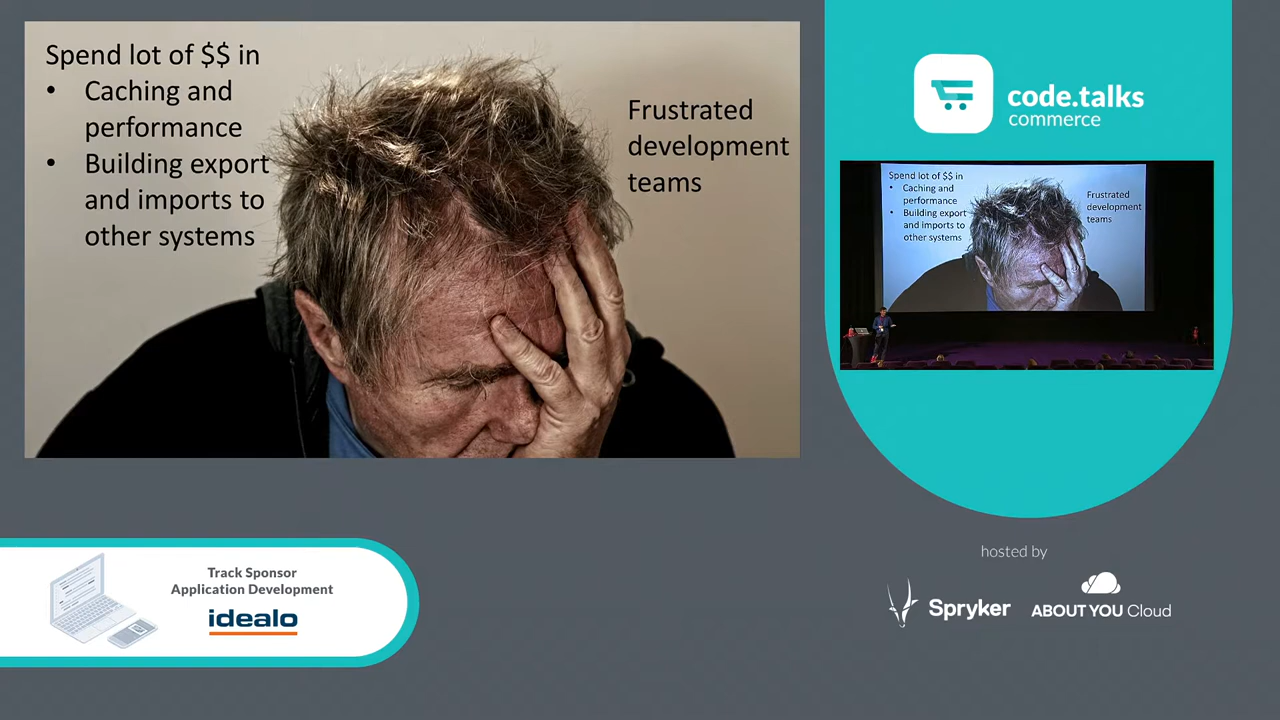 Spend lot of $$ in
• Caching and
performance
• Building export
and imports to
other systems
Frustrated
development
teams
code.talks
commerce
Spend lot of $$ in
• Caching and
performance
• Building export
and imports to
other systems
Frustrated
development
teams
hosted by
Spryker
ABOUT YOU Cloud
Track Sponsor
Application Development
idealo